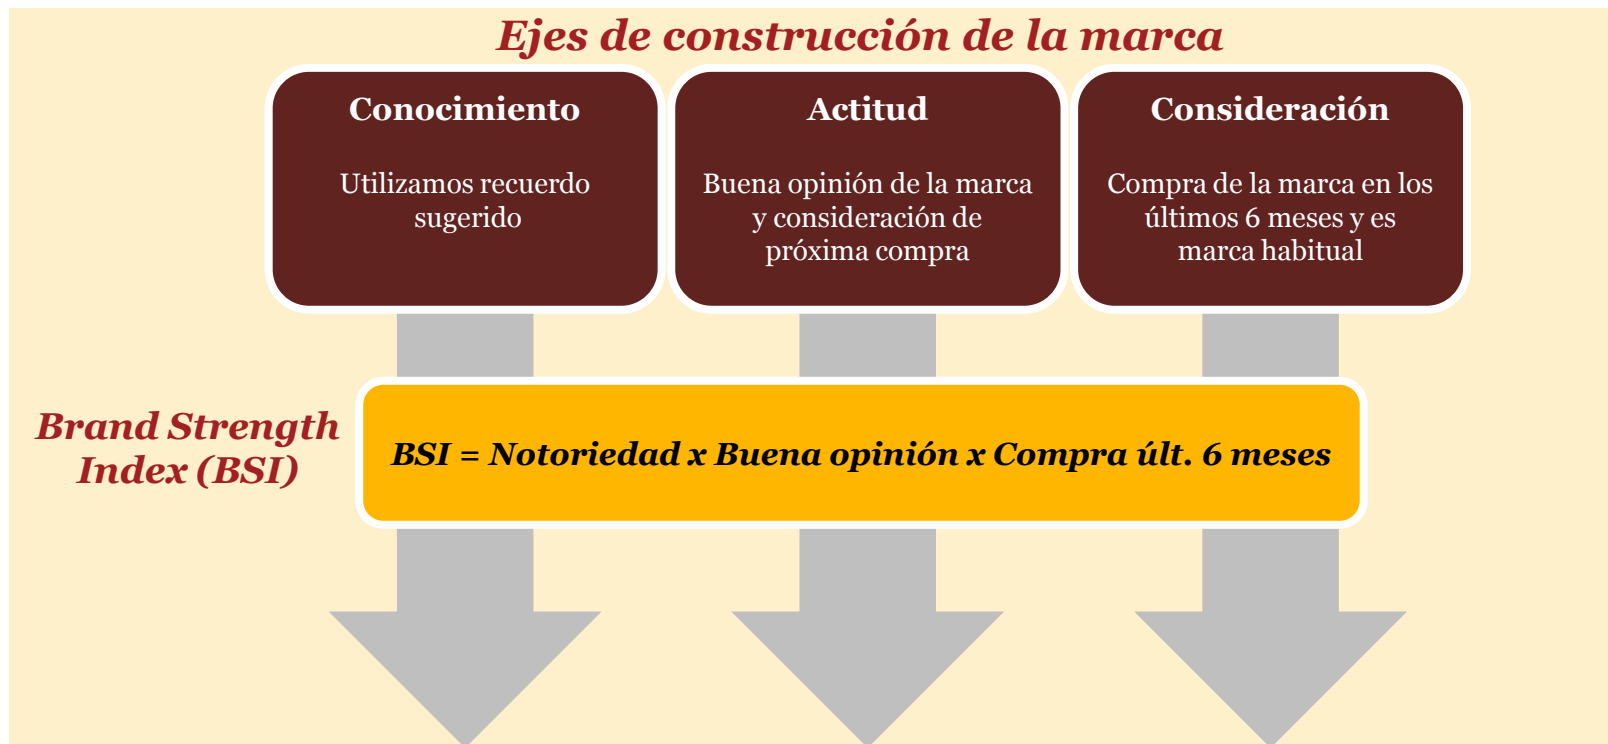 Ejes de construcción de la marca
Conocimiento
Utilizamos recuerdo
sugerido
Actitud
Buena opinión de la marca
y consideración de
próxima compra
Consideración
Compra de la marca en los
últimos 6 meses y es
marca habitual
Brand Strength
Index (BSI)
BSI = Notoriedad x Buena opinión x Compra últ. 6 meses